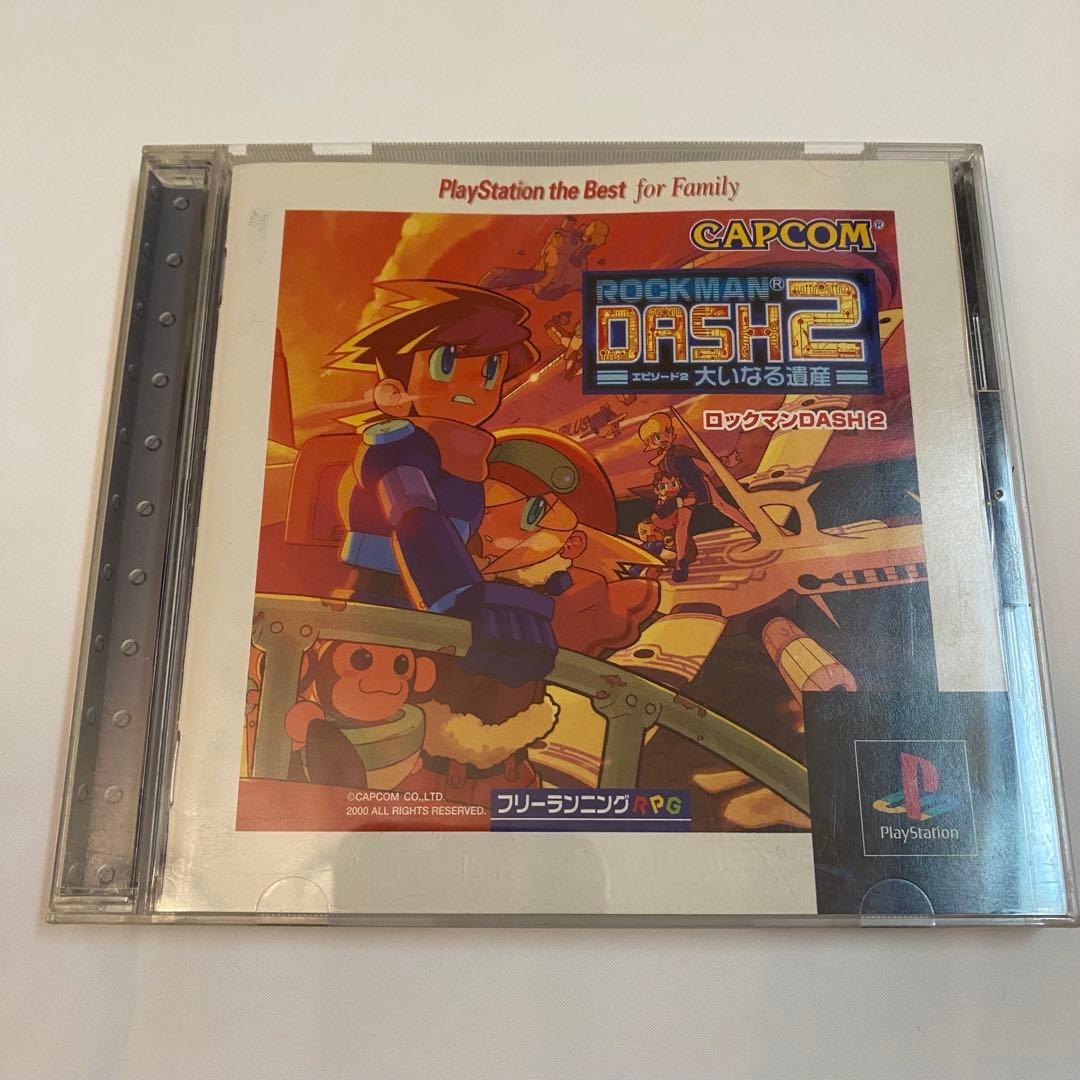 PlayStation the Best for Family
CAPCOM®
ROCKMAN®
DASH2
エピソード2 大いなる遺産
ロックマンDASH 2
©CAPCOM CO.,LTD.
2000 ALL RIGHTS RESERVED.
フリーランニングRPG
PlayStation